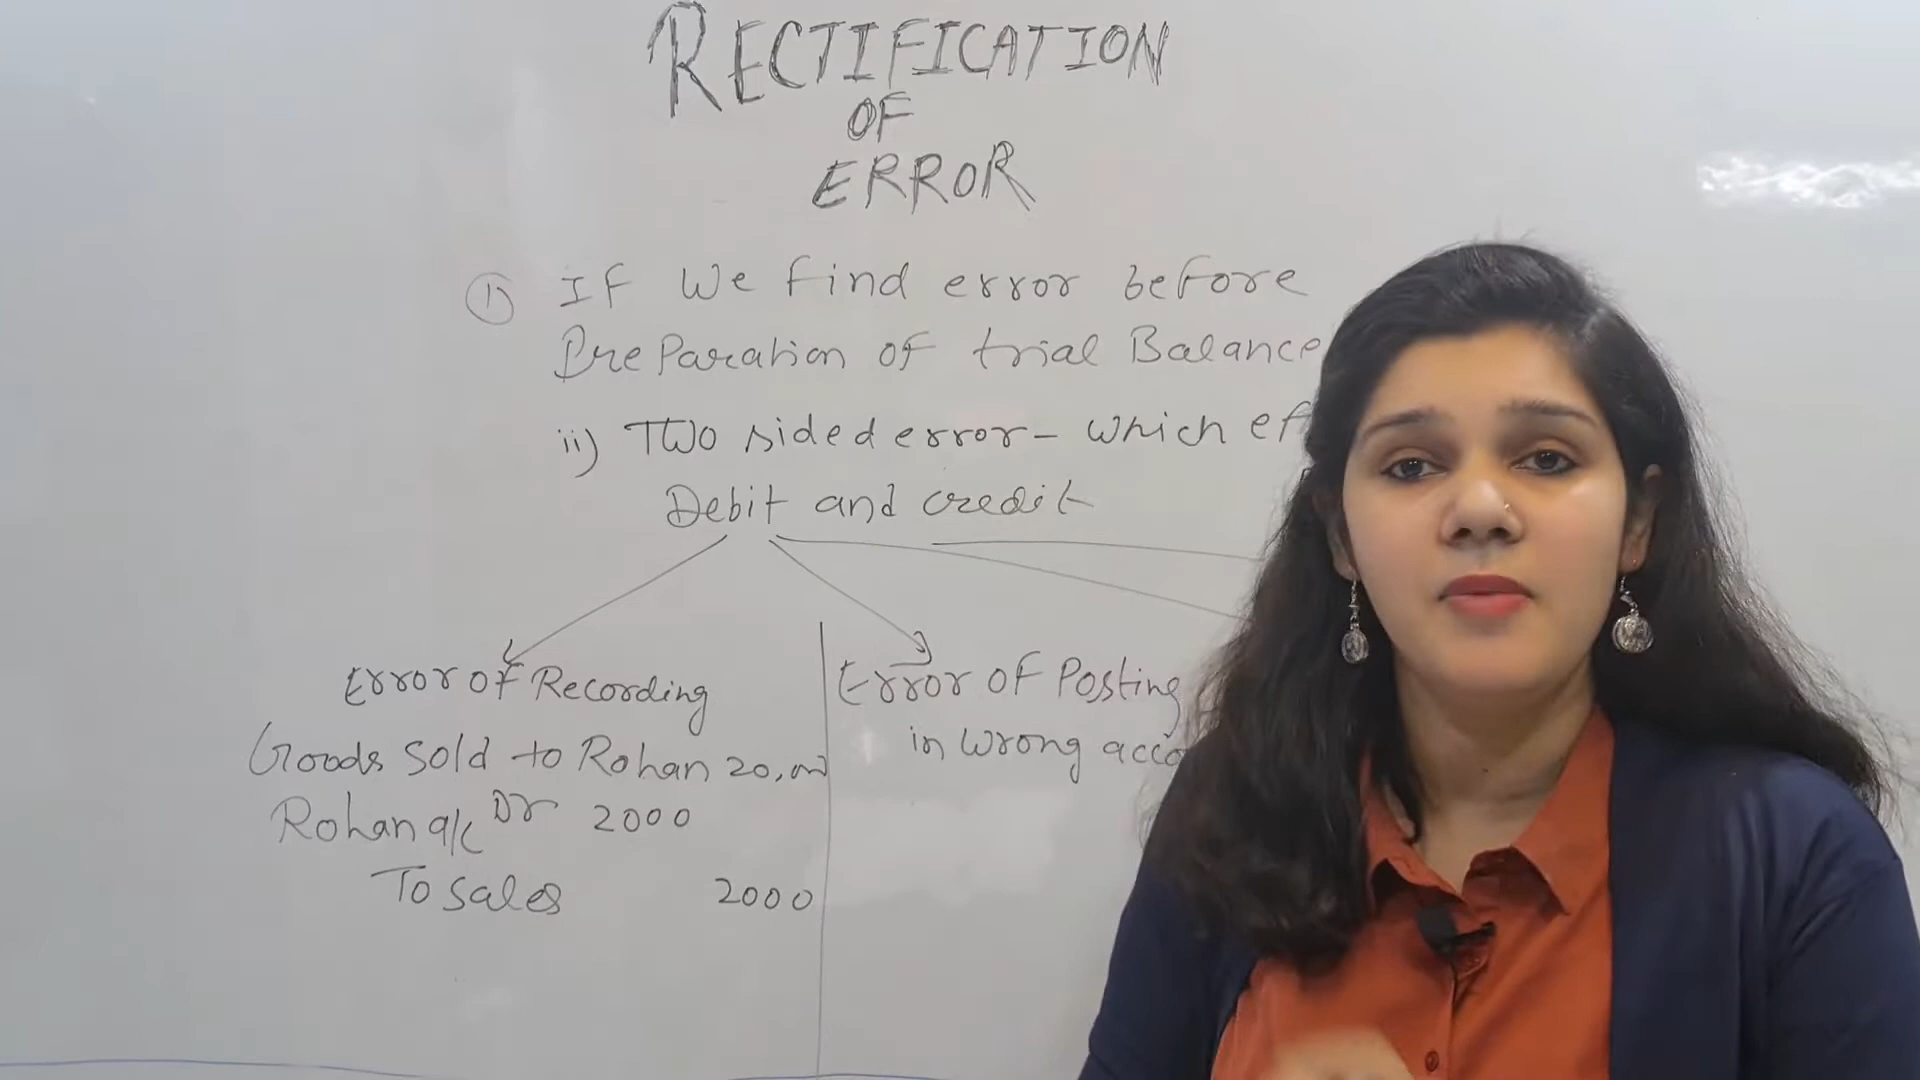 RECTIFICATION
OF
ERROR
1) If We find error before
Preparation of trial Balance
ii) Two sided error - which
Debit and credit
Error of Recording
Goods sold to Rohan 20,000
Rohan a/c Dr 2000
To sales 2000
Error of Posting
in wrong